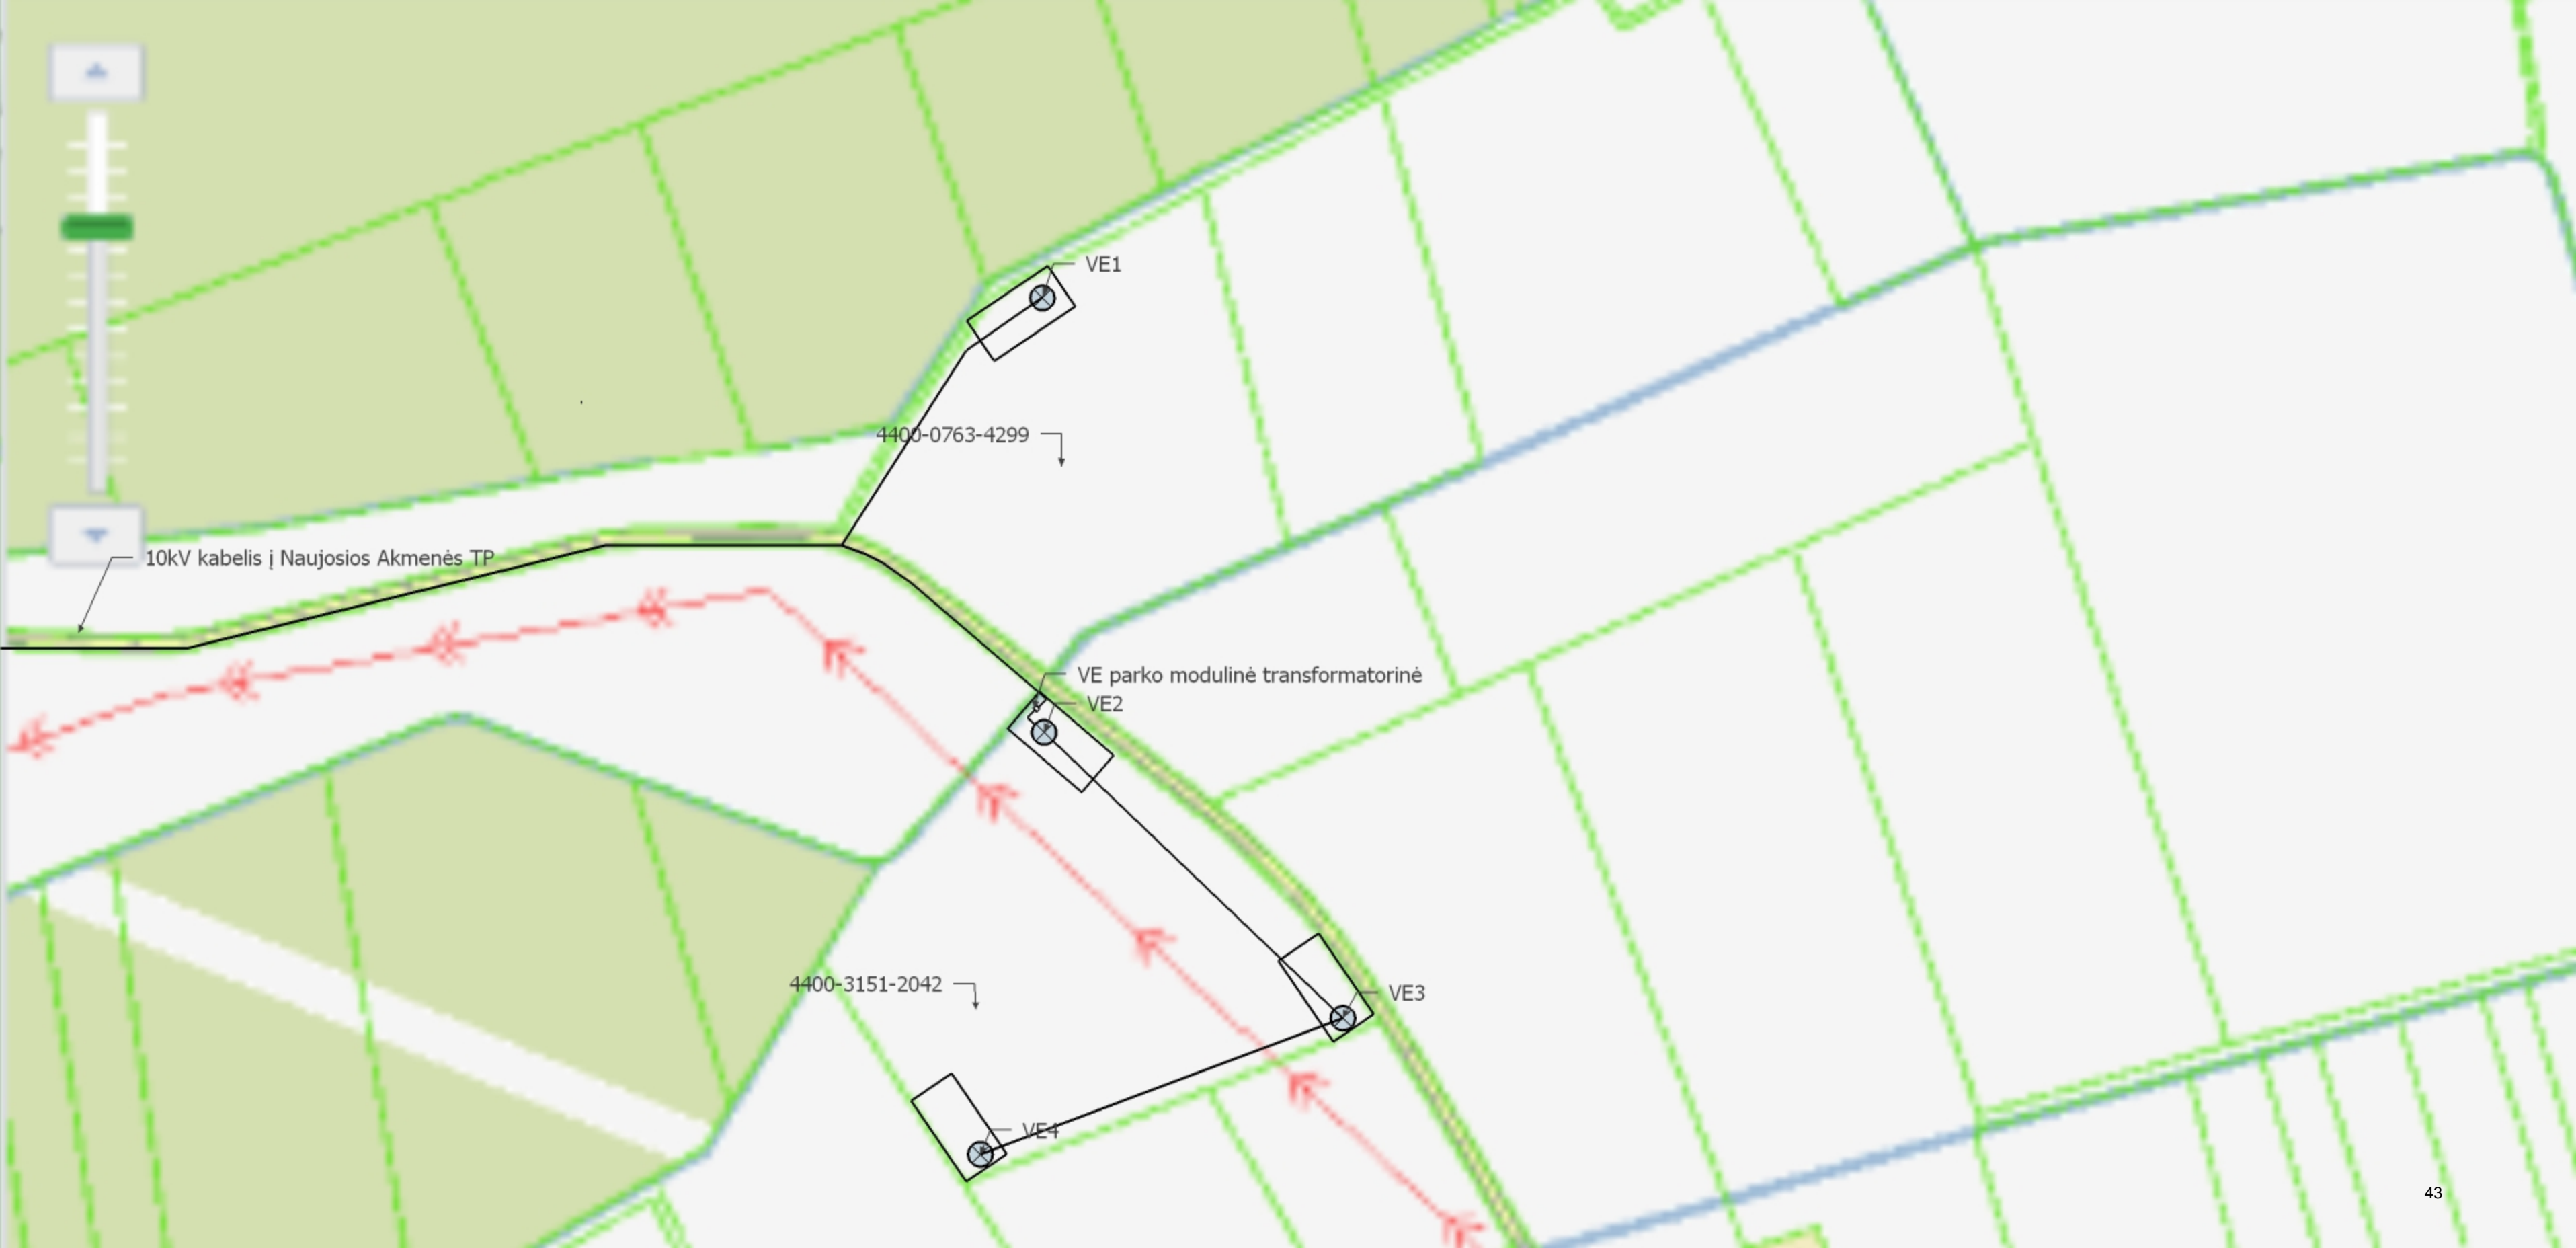 VE1
4400-0763-4299
10kV kabelis į Naujosios Akmenės TP
VE parko modulinė transformatorinė
VE2
4400-3151-2042
VE3
VE4
43